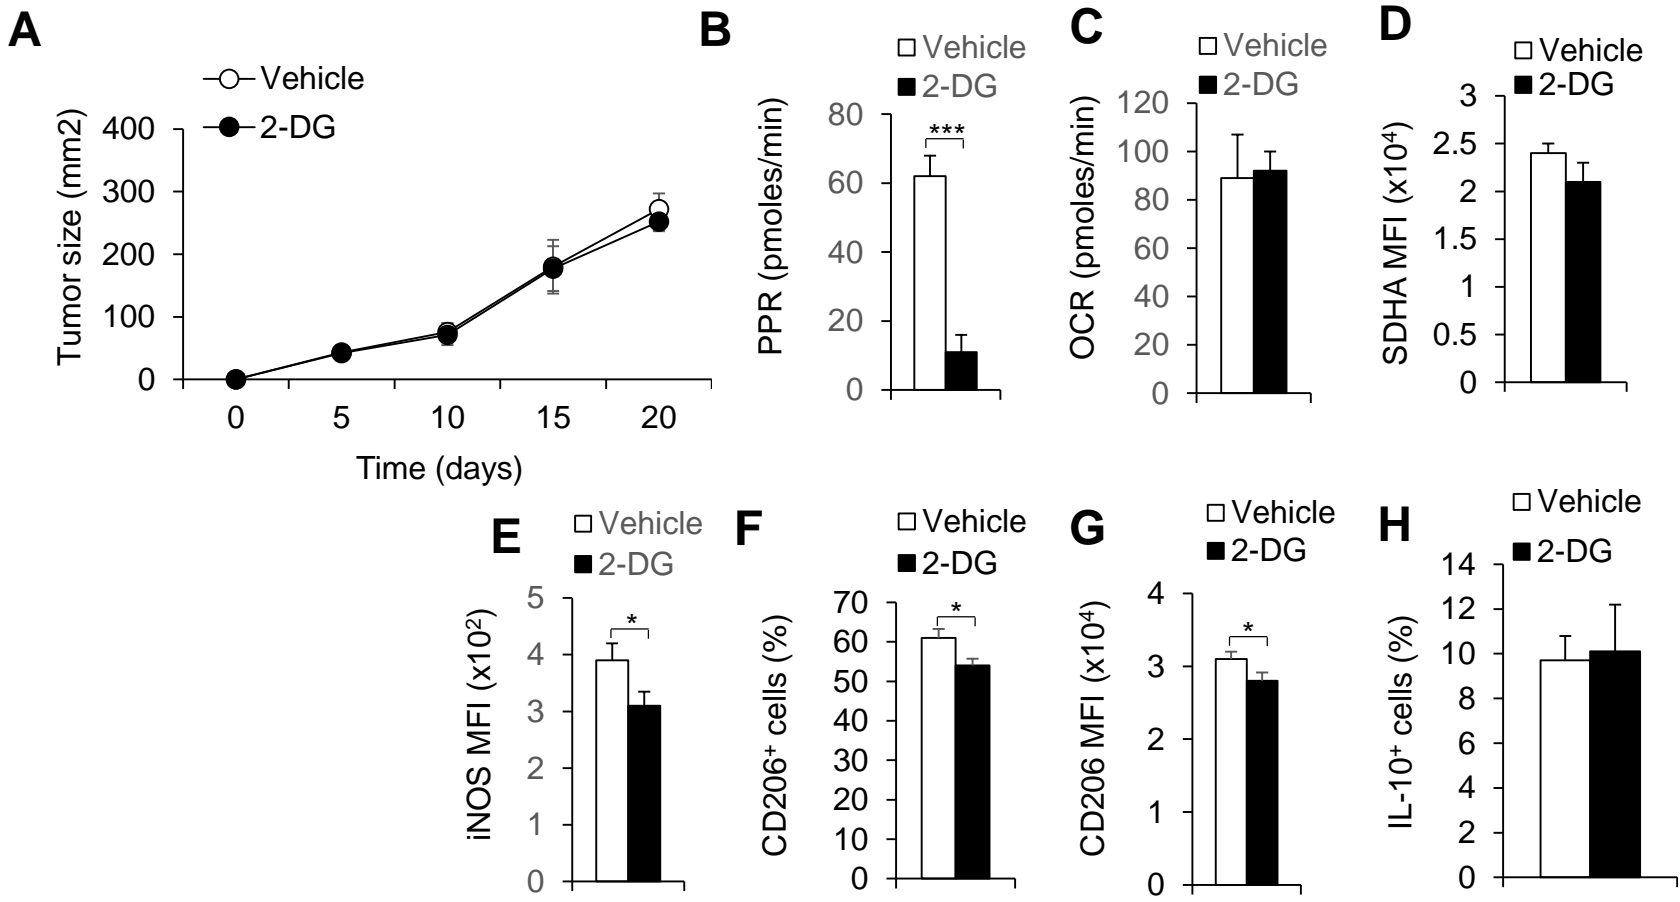 A
Vehicle
2-DG
Tumor size (mm2)
400
300
200
100
0
0 5 10 15 20
Time (days)
B
Vehicle
2-DG
PPR (pmoles/min)
80
60
40
20
0
***
C
Vehicle
2-DG
OCR (pmoles/min)
120
100
80
60
40
20
0
D
Vehicle
2-DG
SDHA MFI (x10⁴)
3
2.5
2
1.5
1
0.5
0
E
Vehicle
2-DG
iNOS MFI (x10²)
5
4
3
2
1
0
*
F
Vehicle
2-DG
CD206⁺ cells (%)
70
60
50
40
30
20
10
0
*
G
Vehicle
2-DG
CD206 MFI (x10⁴)
4
3
2
1
0
*
H
Vehicle
2-DG
IL-10⁺ cells (%)
14
12
10
8
6
4
2
0